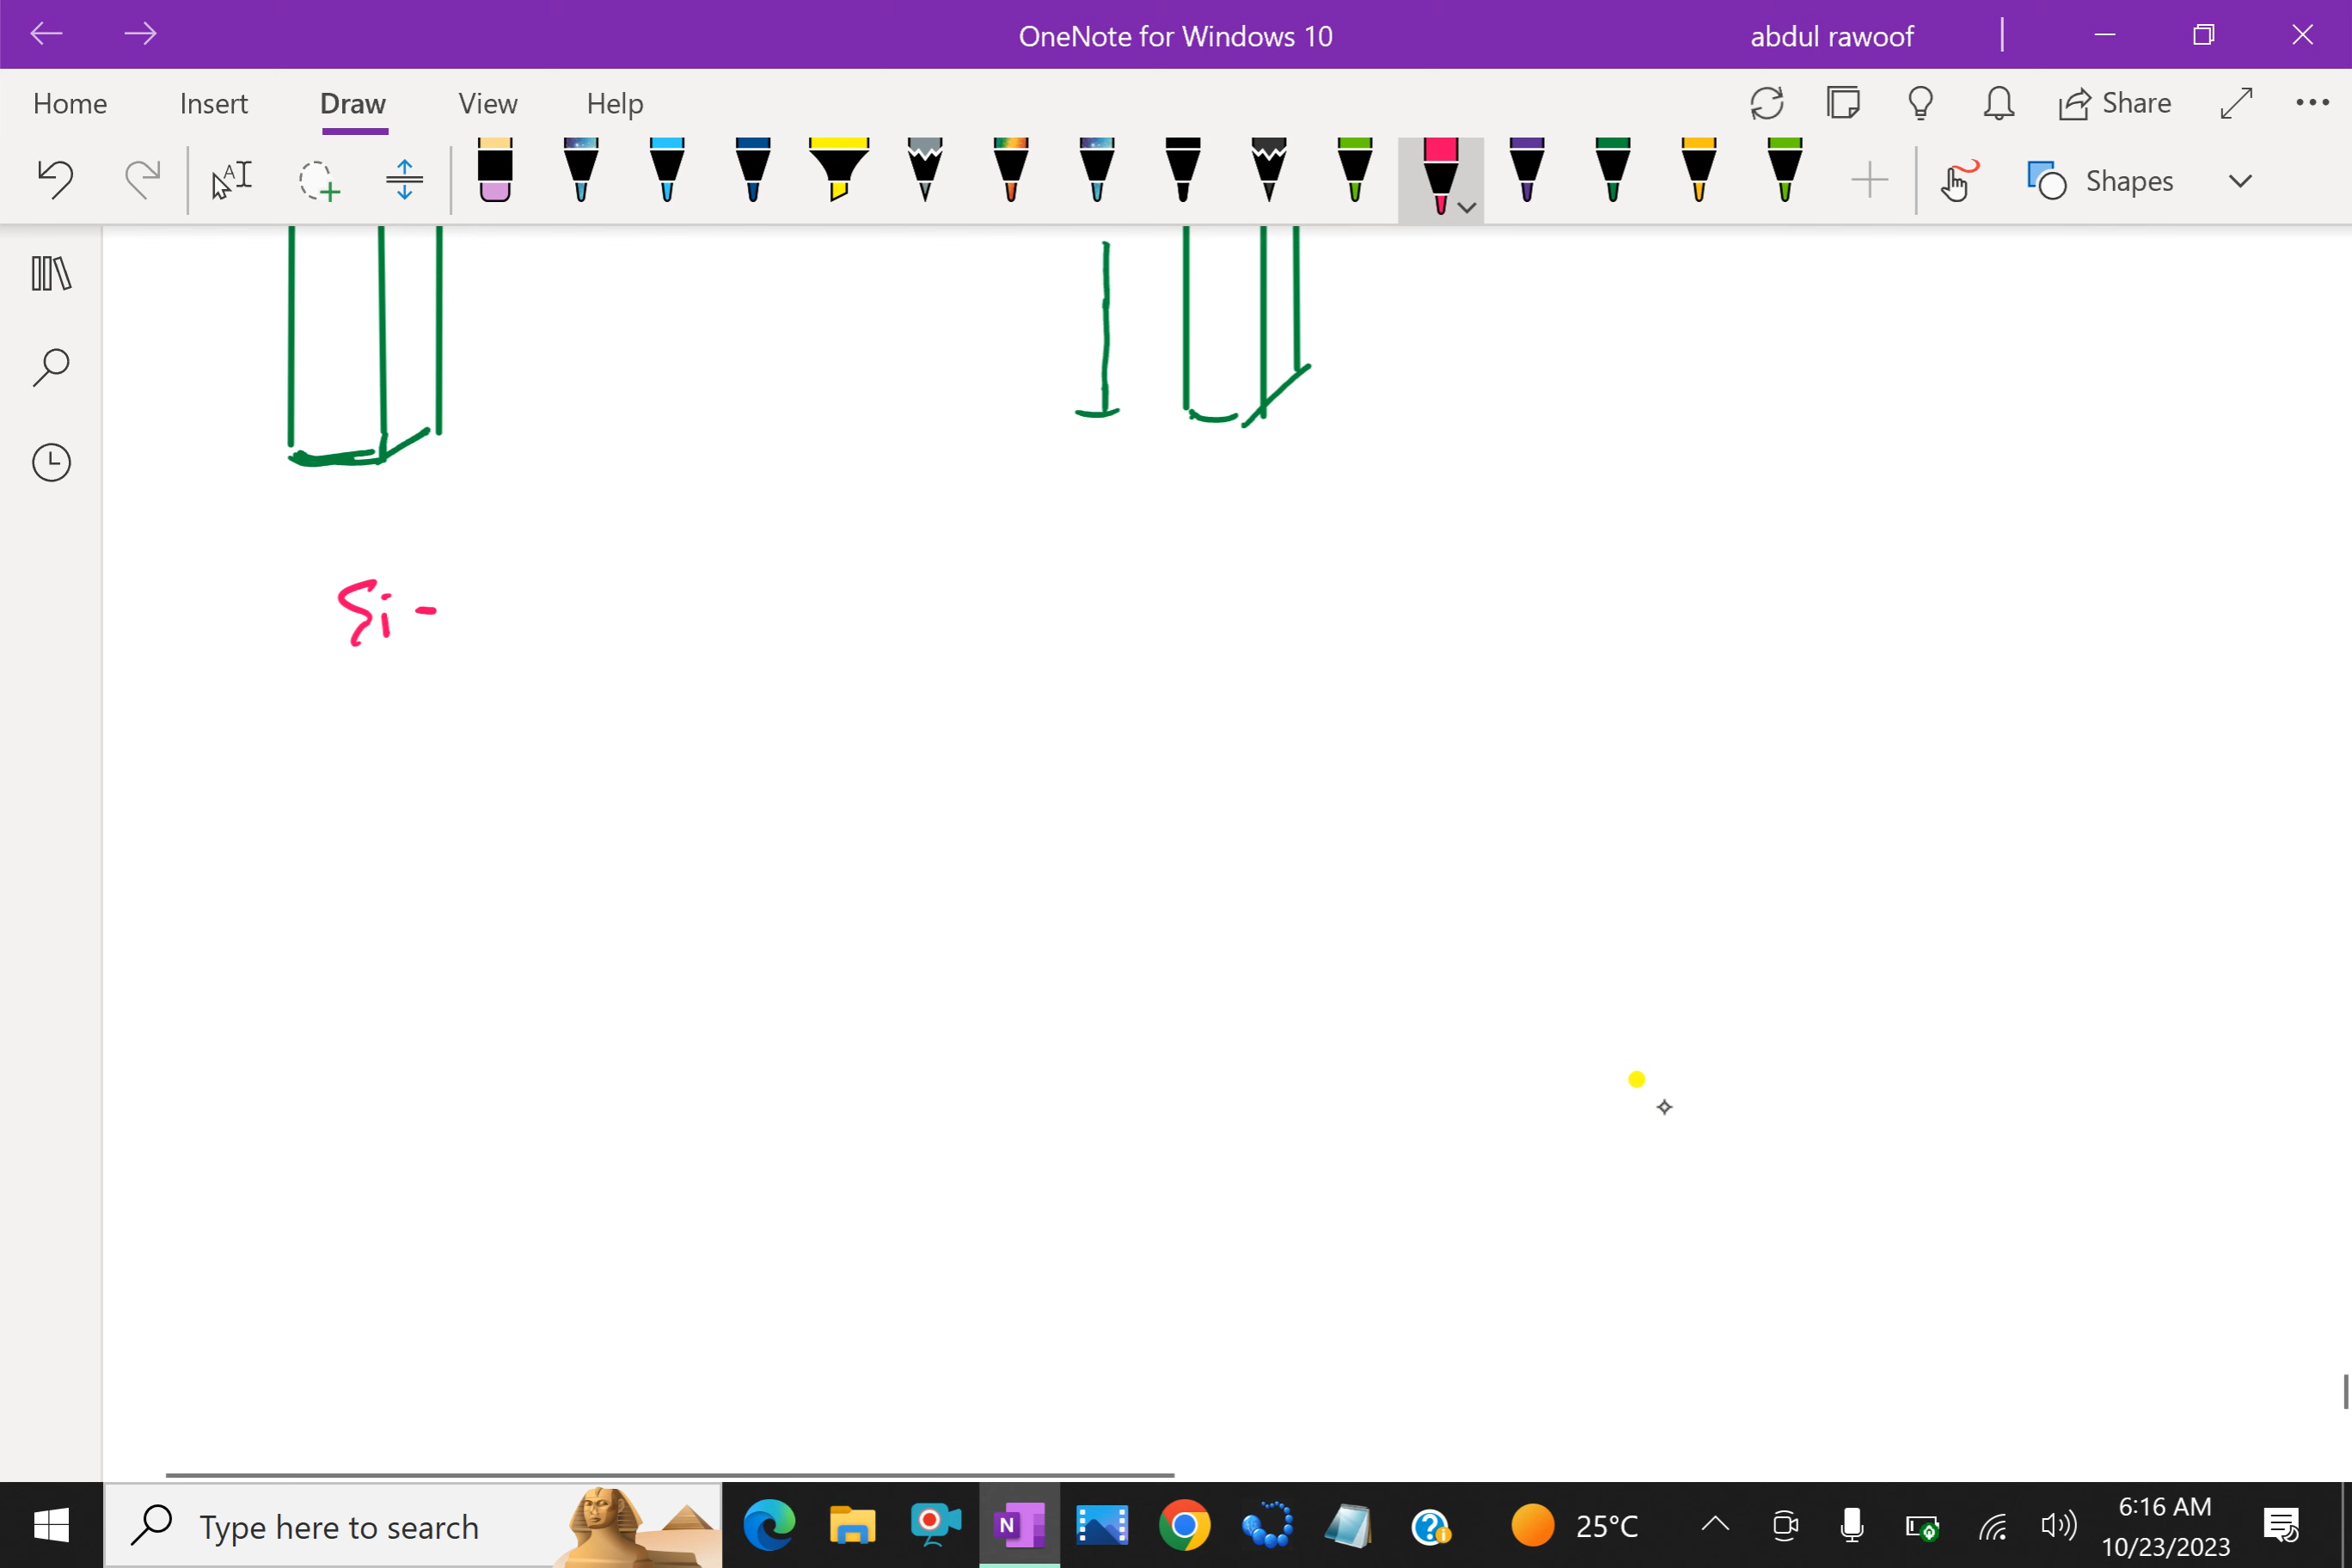 OneNote for Windows 10 abdul rawoof
Home Insert Draw View Help Share
Shapes
Si -
Type here to search 25°C 6:16 AM
10/23/2023